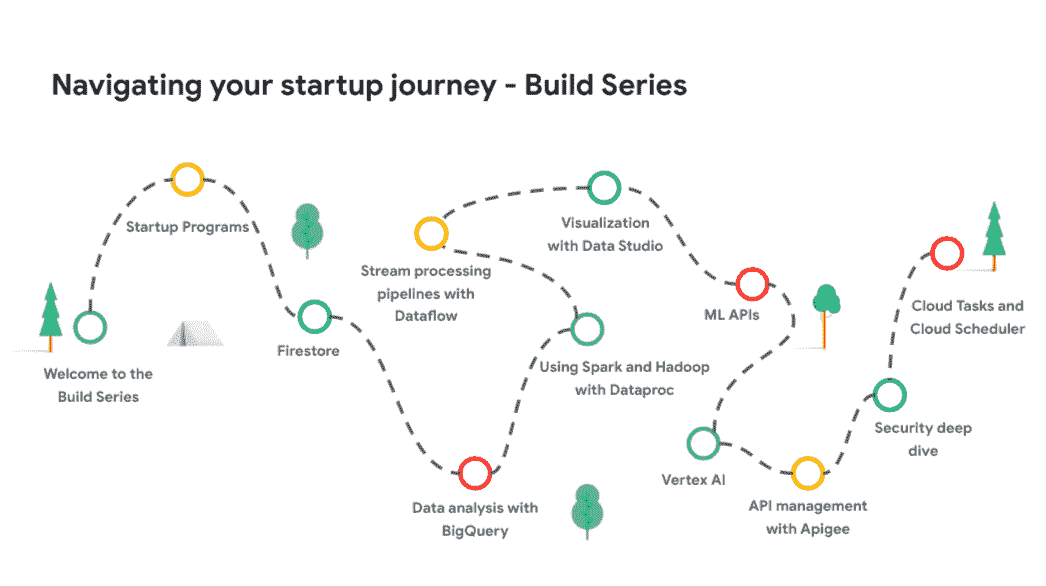 Navigating your startup journey - Build Series
Welcome to the
Build Series
Startup Programs
Firestore
Data analysis with
BigQuery
Using Spark and Hadoop
with Dataproc
Stream processing
pipelines with
Dataflow
Visualization
with Data Studio
ML APIs
Vertex AI
API management
with Apigee
Security deep
dive
Cloud Tasks and
Cloud Scheduler